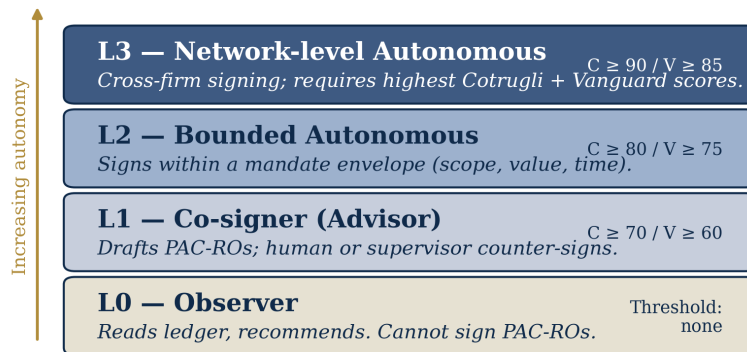 Increasing autonomy
L3 — Network-level Autonomous
C ≥ 90 / V ≥ 85
Cross-firm signing; requires highest Cotrugli + Vanguard scores.
L2 — Bounded Autonomous
C ≥ 80 / V ≥ 75
Signs within a mandate envelope (scope, value, time).
L1 — Co-signer (Advisor)
C ≥ 70 / V ≥ 60
Drafts PAC-ROs; human or supervisor counter-signs.
L0 — Observer
Threshold:
none
Reads ledger, recommends. Cannot sign PAC-ROs.